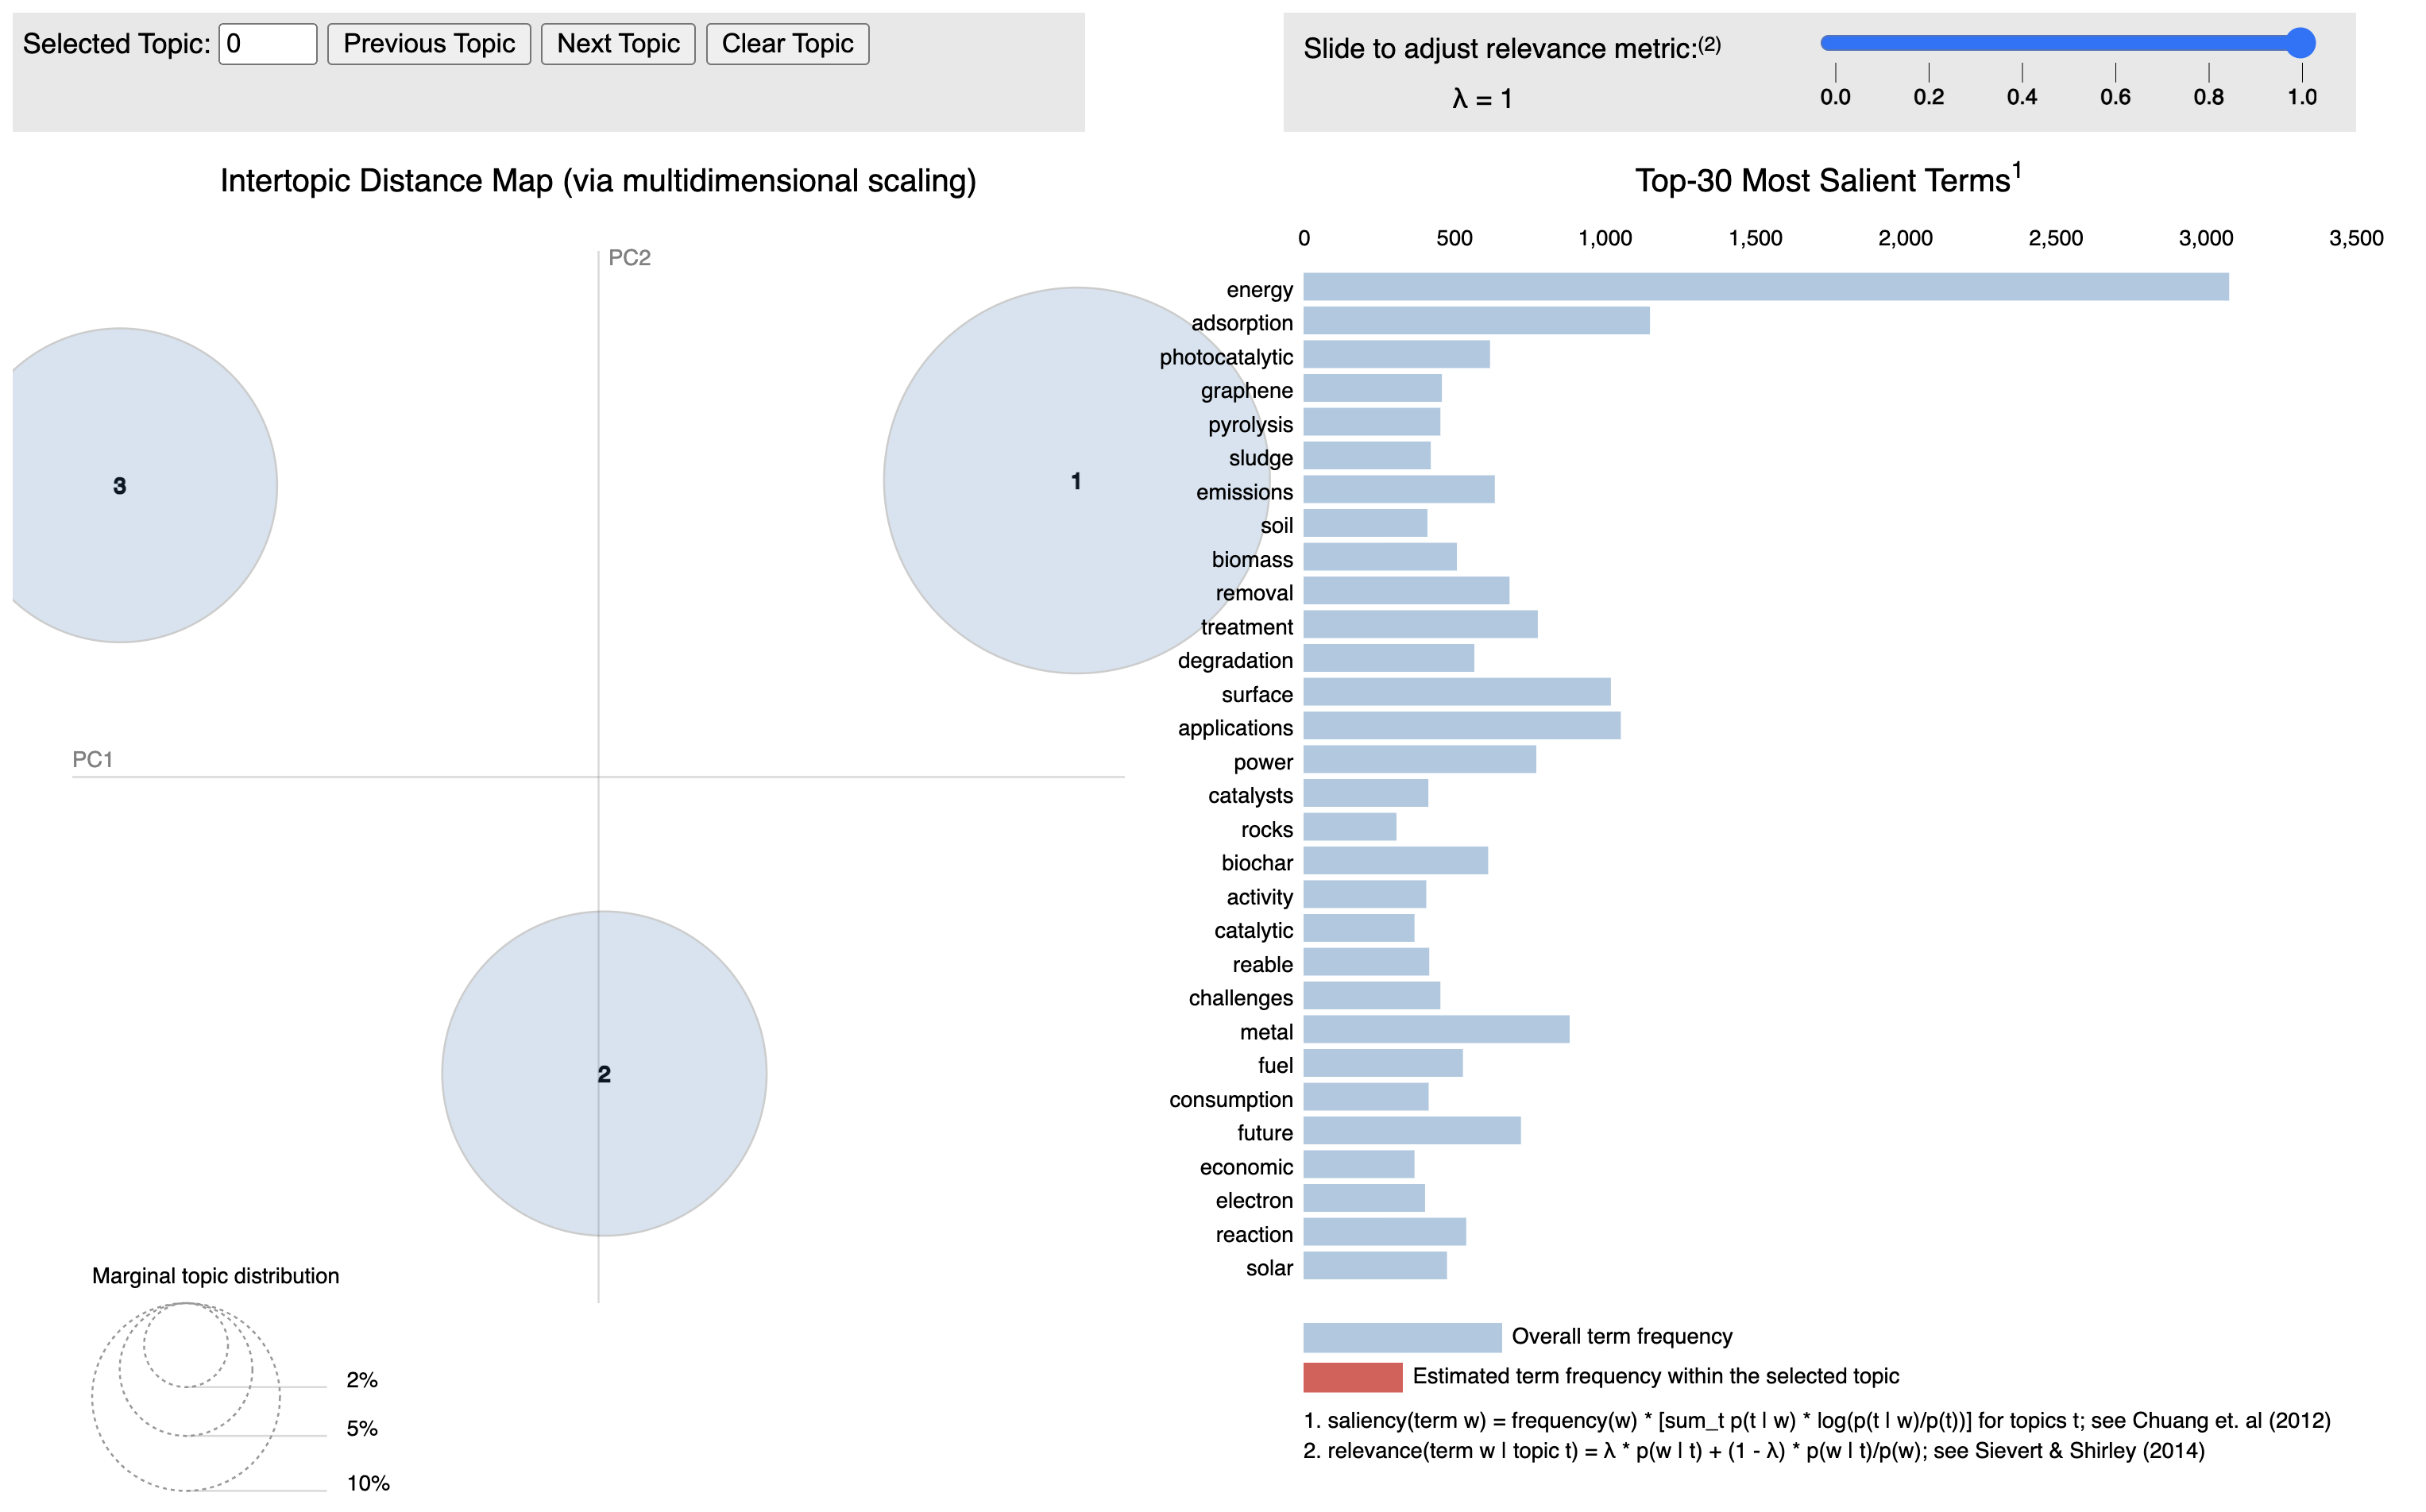 Selected Topic: 0 Previous Topic Next Topic Clear Topic
Slide to adjust relevance metric:(2)
λ = 1
0.0 0.2 0.4 0.6 0.8 1.0
Intertopic Distance Map (via multidimensional scaling)
PC2
3
1
PC1
2
Marginal topic distribution
2%
5%
10%
Top-30 Most Salient Terms1
0 500 1,000 1,500 2,000 2,500 3,000 3,500
energy
adsorption
photocatalytic
graphene
pyrolysis
sludge
emissions
soil
biomass
removal
treatment
degradation
surface
applications
power
catalysts
rocks
biochar
activity
catalytic
reable
challenges
metal
fuel
consumption
future
economic
electron
reaction
solar
Overall term frequency
Estimated term frequency within the selected topic
1. saliency(term w) = frequency(w) * [sum_t p(t | w) * log(p(t | w)/p(t))] for topics t; see Chuang et. al (2012)
2. relevance(term w | topic t) = λ * p(w | t) + (1 - λ) * p(w | t)/p(w); see Sievert & Shirley (2014)